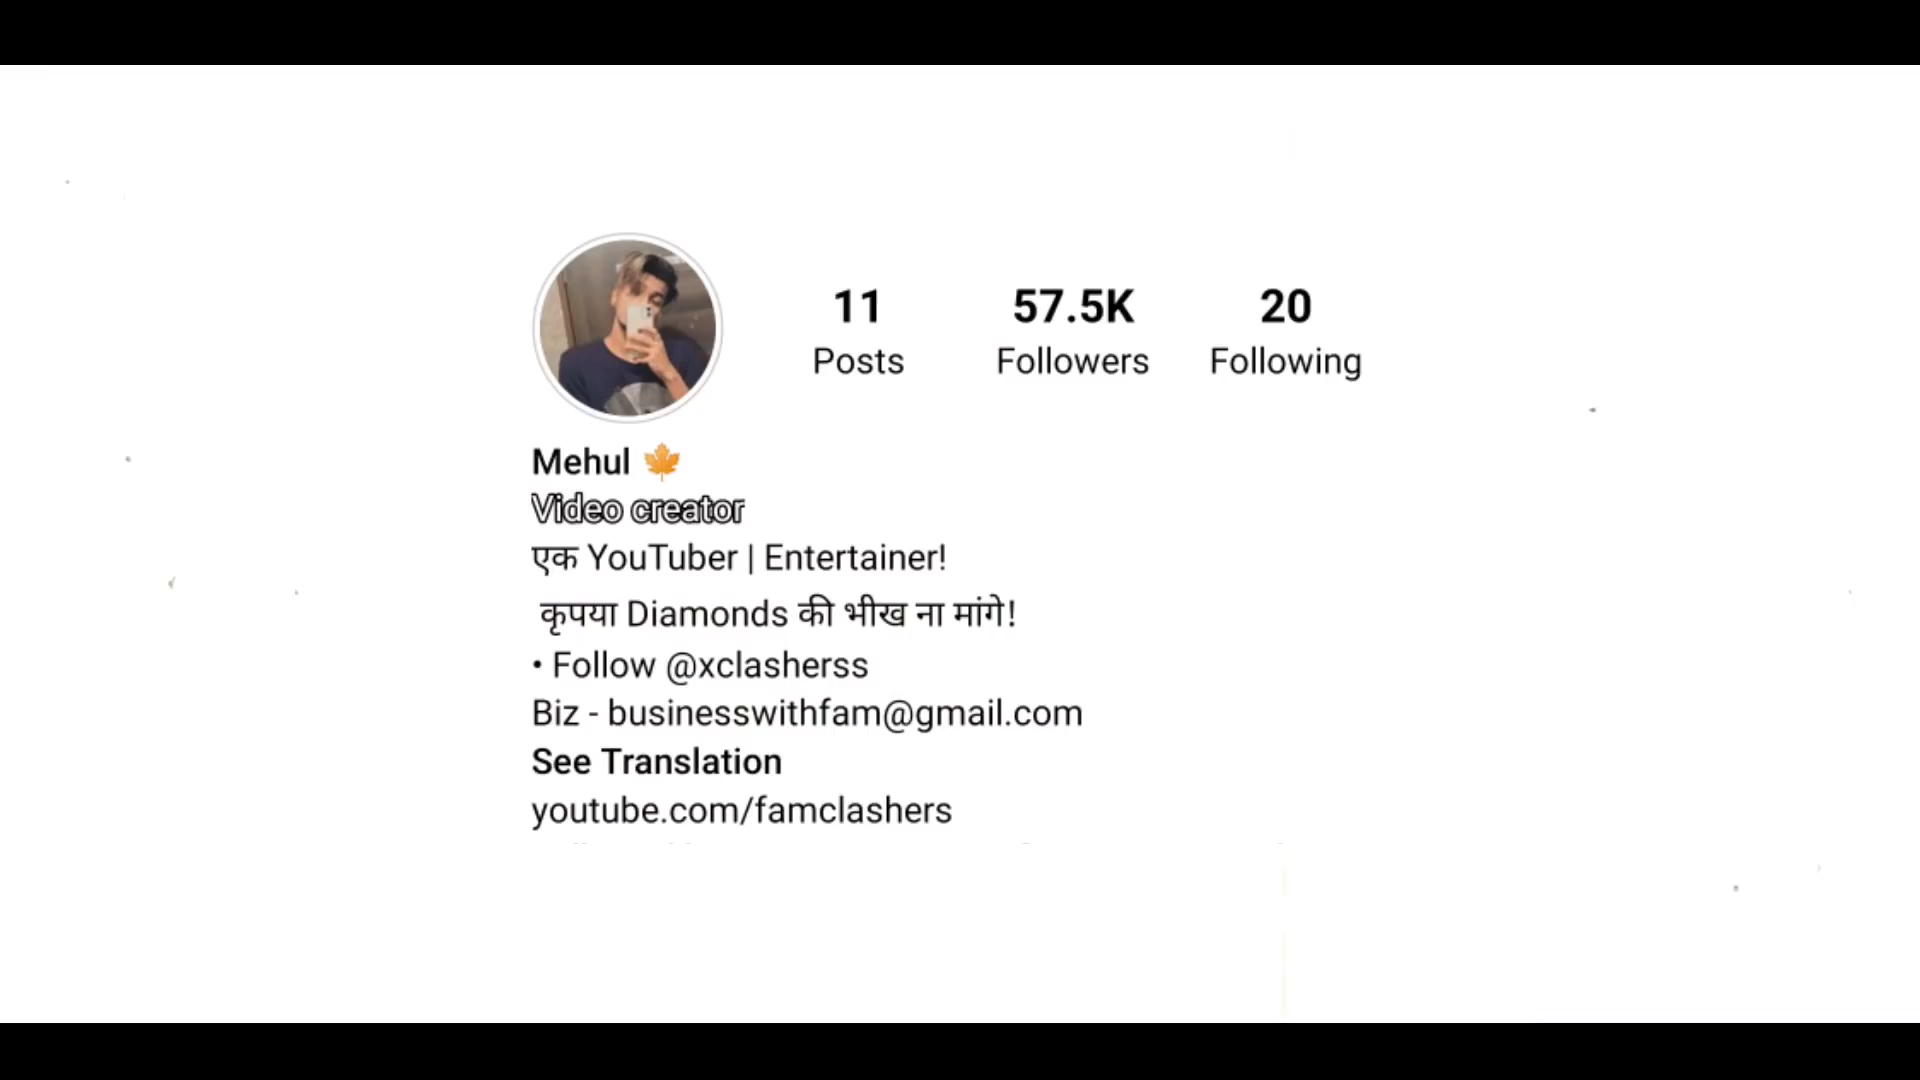 11 57.5K 20
Posts Followers Following
Mehul 🍁
Video creator
एक YouTuber | Entertainer!
कृपया Diamonds की भीख ना मांगे!
• Follow @xclasherss
Biz - businesswithfam@gmail.com
See Translation
youtube.com/famclashers